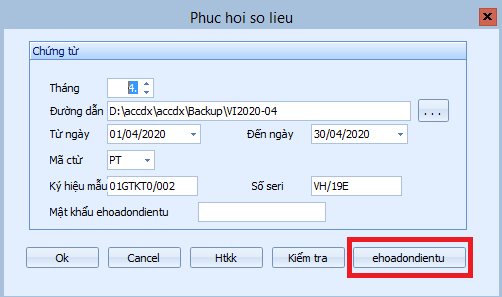 Phuc hoi so lieu
Chứng từ
Tháng 4
Đường dẫn D:\accdx\accdx\Backup\VI2020-04 ...
Từ ngày 01/04/2020 Đến ngày 30/04/2020
Mã ctừ PT
Ký hiệu mẫu 01GTKT0/002 Số seri VH/19E
Mật khẩu ehoadondientu
Ok Cancel Htkk Kiểm tra ehoadondientu